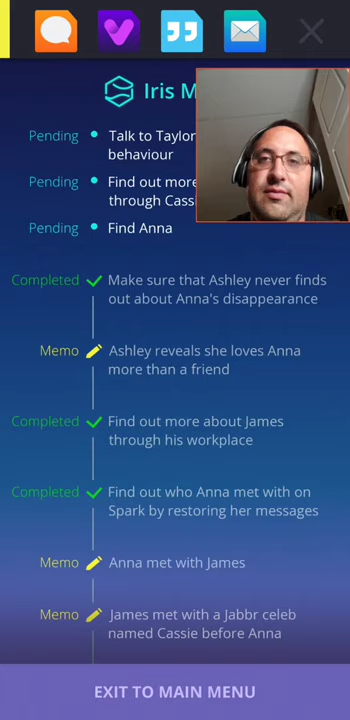 Iris M
Pending
Talk to Taylor
behaviour
Pending
Find out more
through Cassi
Pending
Find Anna
Completed
Make sure that Ashley never finds
out about Anna's disappearance
Memo
Ashley reveals she loves Anna
more than a friend
Completed
Find out more about James
through his workplace
Completed
Find out who Anna met with on
Spark by restoring her messages
Memo
Anna met with James
Memo
James met with a Jabbr celeb
named Cassie before Anna
EXIT TO MAIN MENU